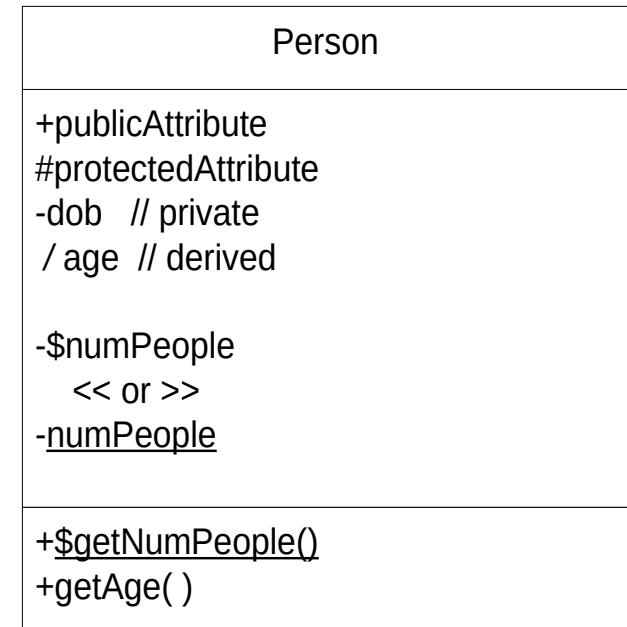 Person
+publicAttribute
#protectedAttribute
-dob // private
/ age // derived
-$numPeople
<< or >>
-numPeople
+$getNumPeople()
+getAge( )